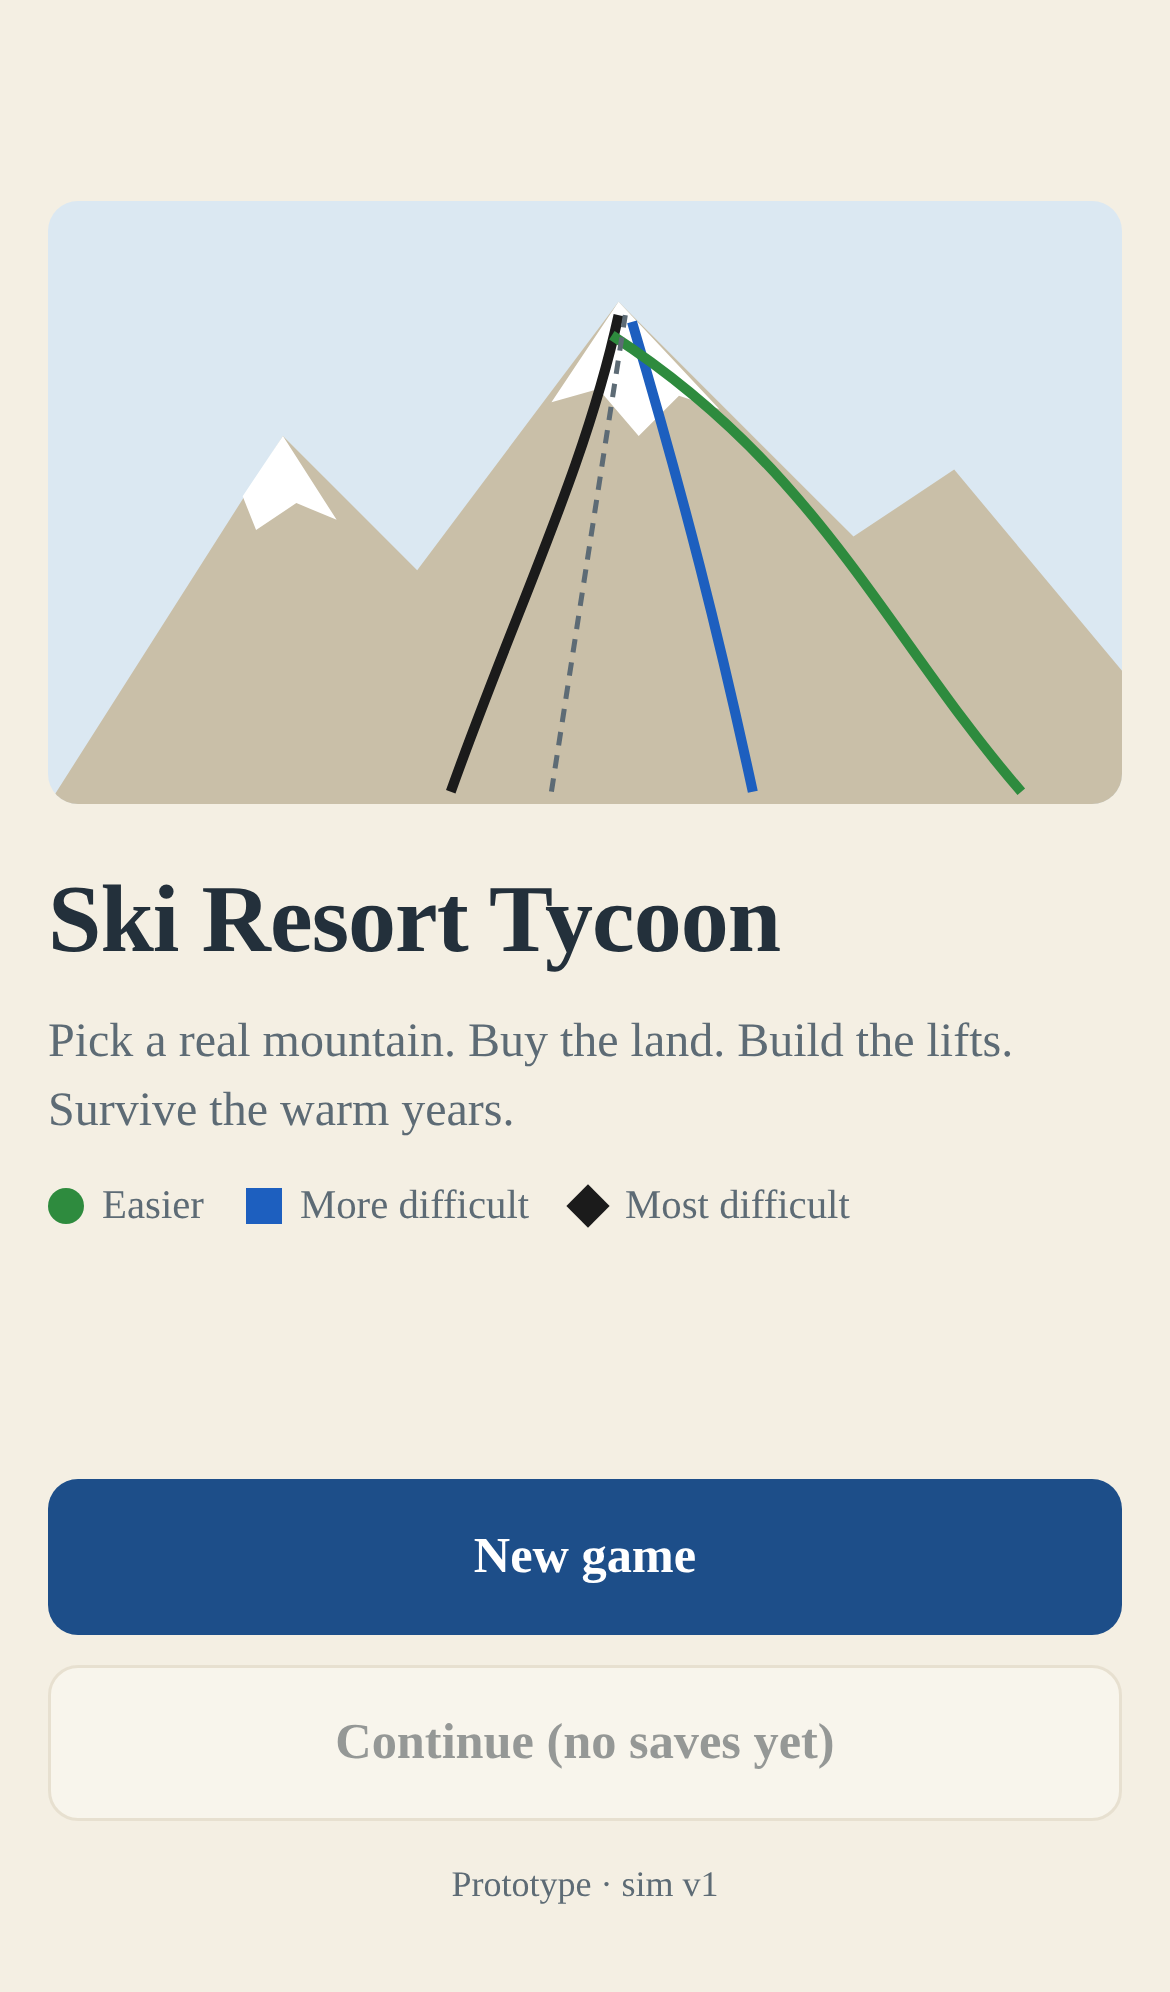 Ski Resort Tycoon
Pick a real mountain. Buy the land. Build the lifts.
Survive the warm years.
Easier More difficult Most difficult
New game
Continue (no saves yet)
Prototype · sim v1